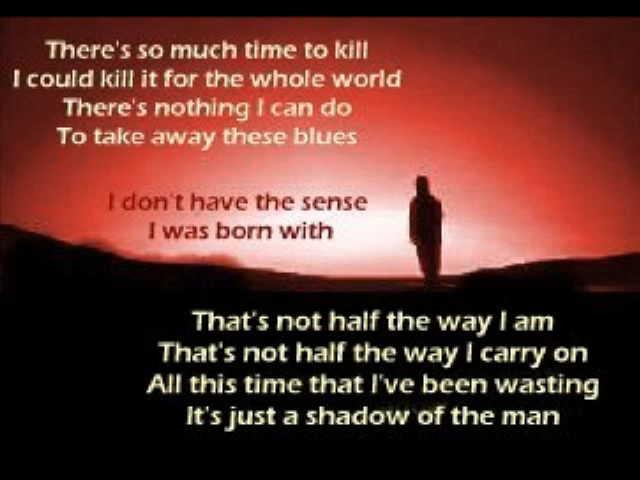 There's so much time to kill
I could kill it for the whole world
There's nothing I can do
To take away these blues
I don't have the sense
I was born with
That's not half the way I am
That's not half the way I carry on
All this time that I've been wasting
It's just a shadow of the man